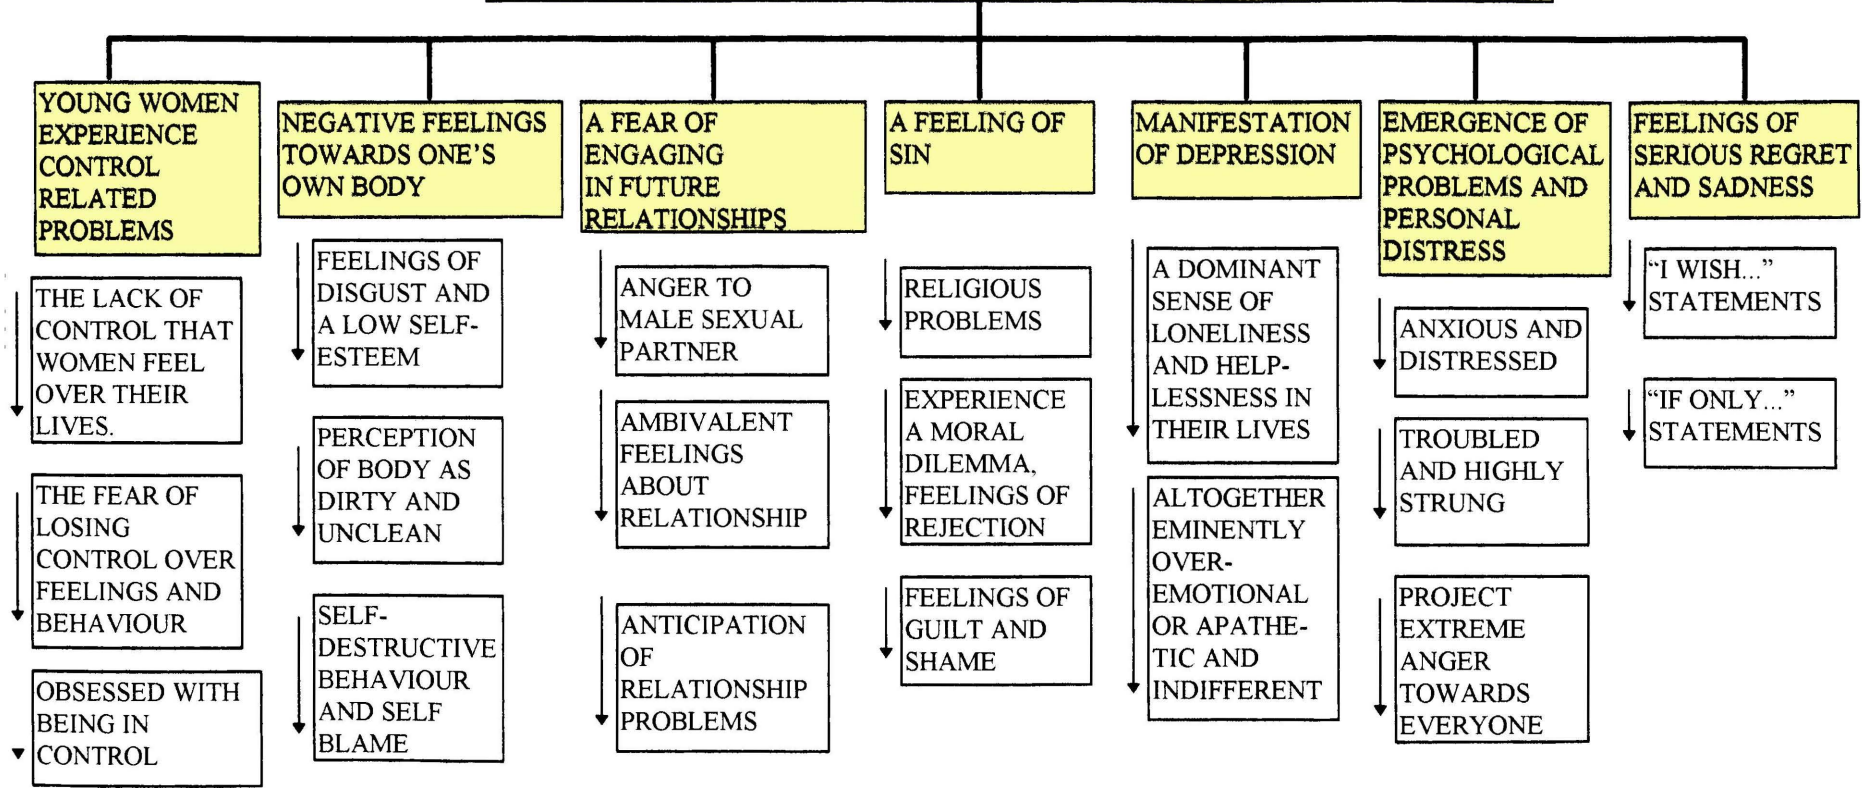 YOUNG WOMEN
EXPERIENCE
CONTROL
RELATED
PROBLEMS
THE LACK OF
CONTROL THAT
WOMEN FEEL
OVER THEIR
LIVES.
THE FEAR OF
LOSING
CONTROL OVER
FEELINGS AND
BEHAVIOUR
OBSESSED WITH
BEING IN
CONTROL
NEGATIVE FEELINGS
TOWARDS ONE'S
OWN BODY
FEELINGS OF
DISGUST AND
A LOW SELF-
ESTEEM
PERCEPTION
OF BODY AS
DIRTY AND
UNCLEAN
SELF-
DESTRUCTIVE
BEHAVIOUR
AND SELF
BLAME
A FEAR OF
ENGAGING
IN FUTURE
RELATIONSHIPS
ANGER TO
MALE SEXUAL
PARTNER
AMBIVALENT
FEELINGS
ABOUT
RELATIONSHIP
ANTICIPATION
OF
RELATIONSHIP
PROBLEMS
A FEELING OF
SIN
RELIGIOUS
PROBLEMS
EXPERIENCE
A MORAL
DILEMMA,
FEELINGS OF
REJECTION
FEELINGS OF
GUILT AND
SHAME
MANIFESTATION
OF DEPRESSION
A DOMINANT
SENSE OF
LONELINESS
AND HELP-
LESSNESS IN
THEIR LIVES
ALTOGETHER
EMINENTLY
OVER-
EMOTIONAL
OR APATHE-
TIC AND
INDIFFERENT
EMERGENCE OF
PSYCHOLOGICAL
PROBLEMS AND
PERSONAL
DISTRESS
ANXIOUS AND
DISTRESSED
TROUBLED
AND HIGHLY
STRUNG
PROJECT
EXTREME
ANGER
TOWARDS
EVERYONE
FEELINGS OF
SERIOUS REGRET
AND SADNESS
“I WISH...”
STATEMENTS
“IF ONLY...”
STATEMENTS